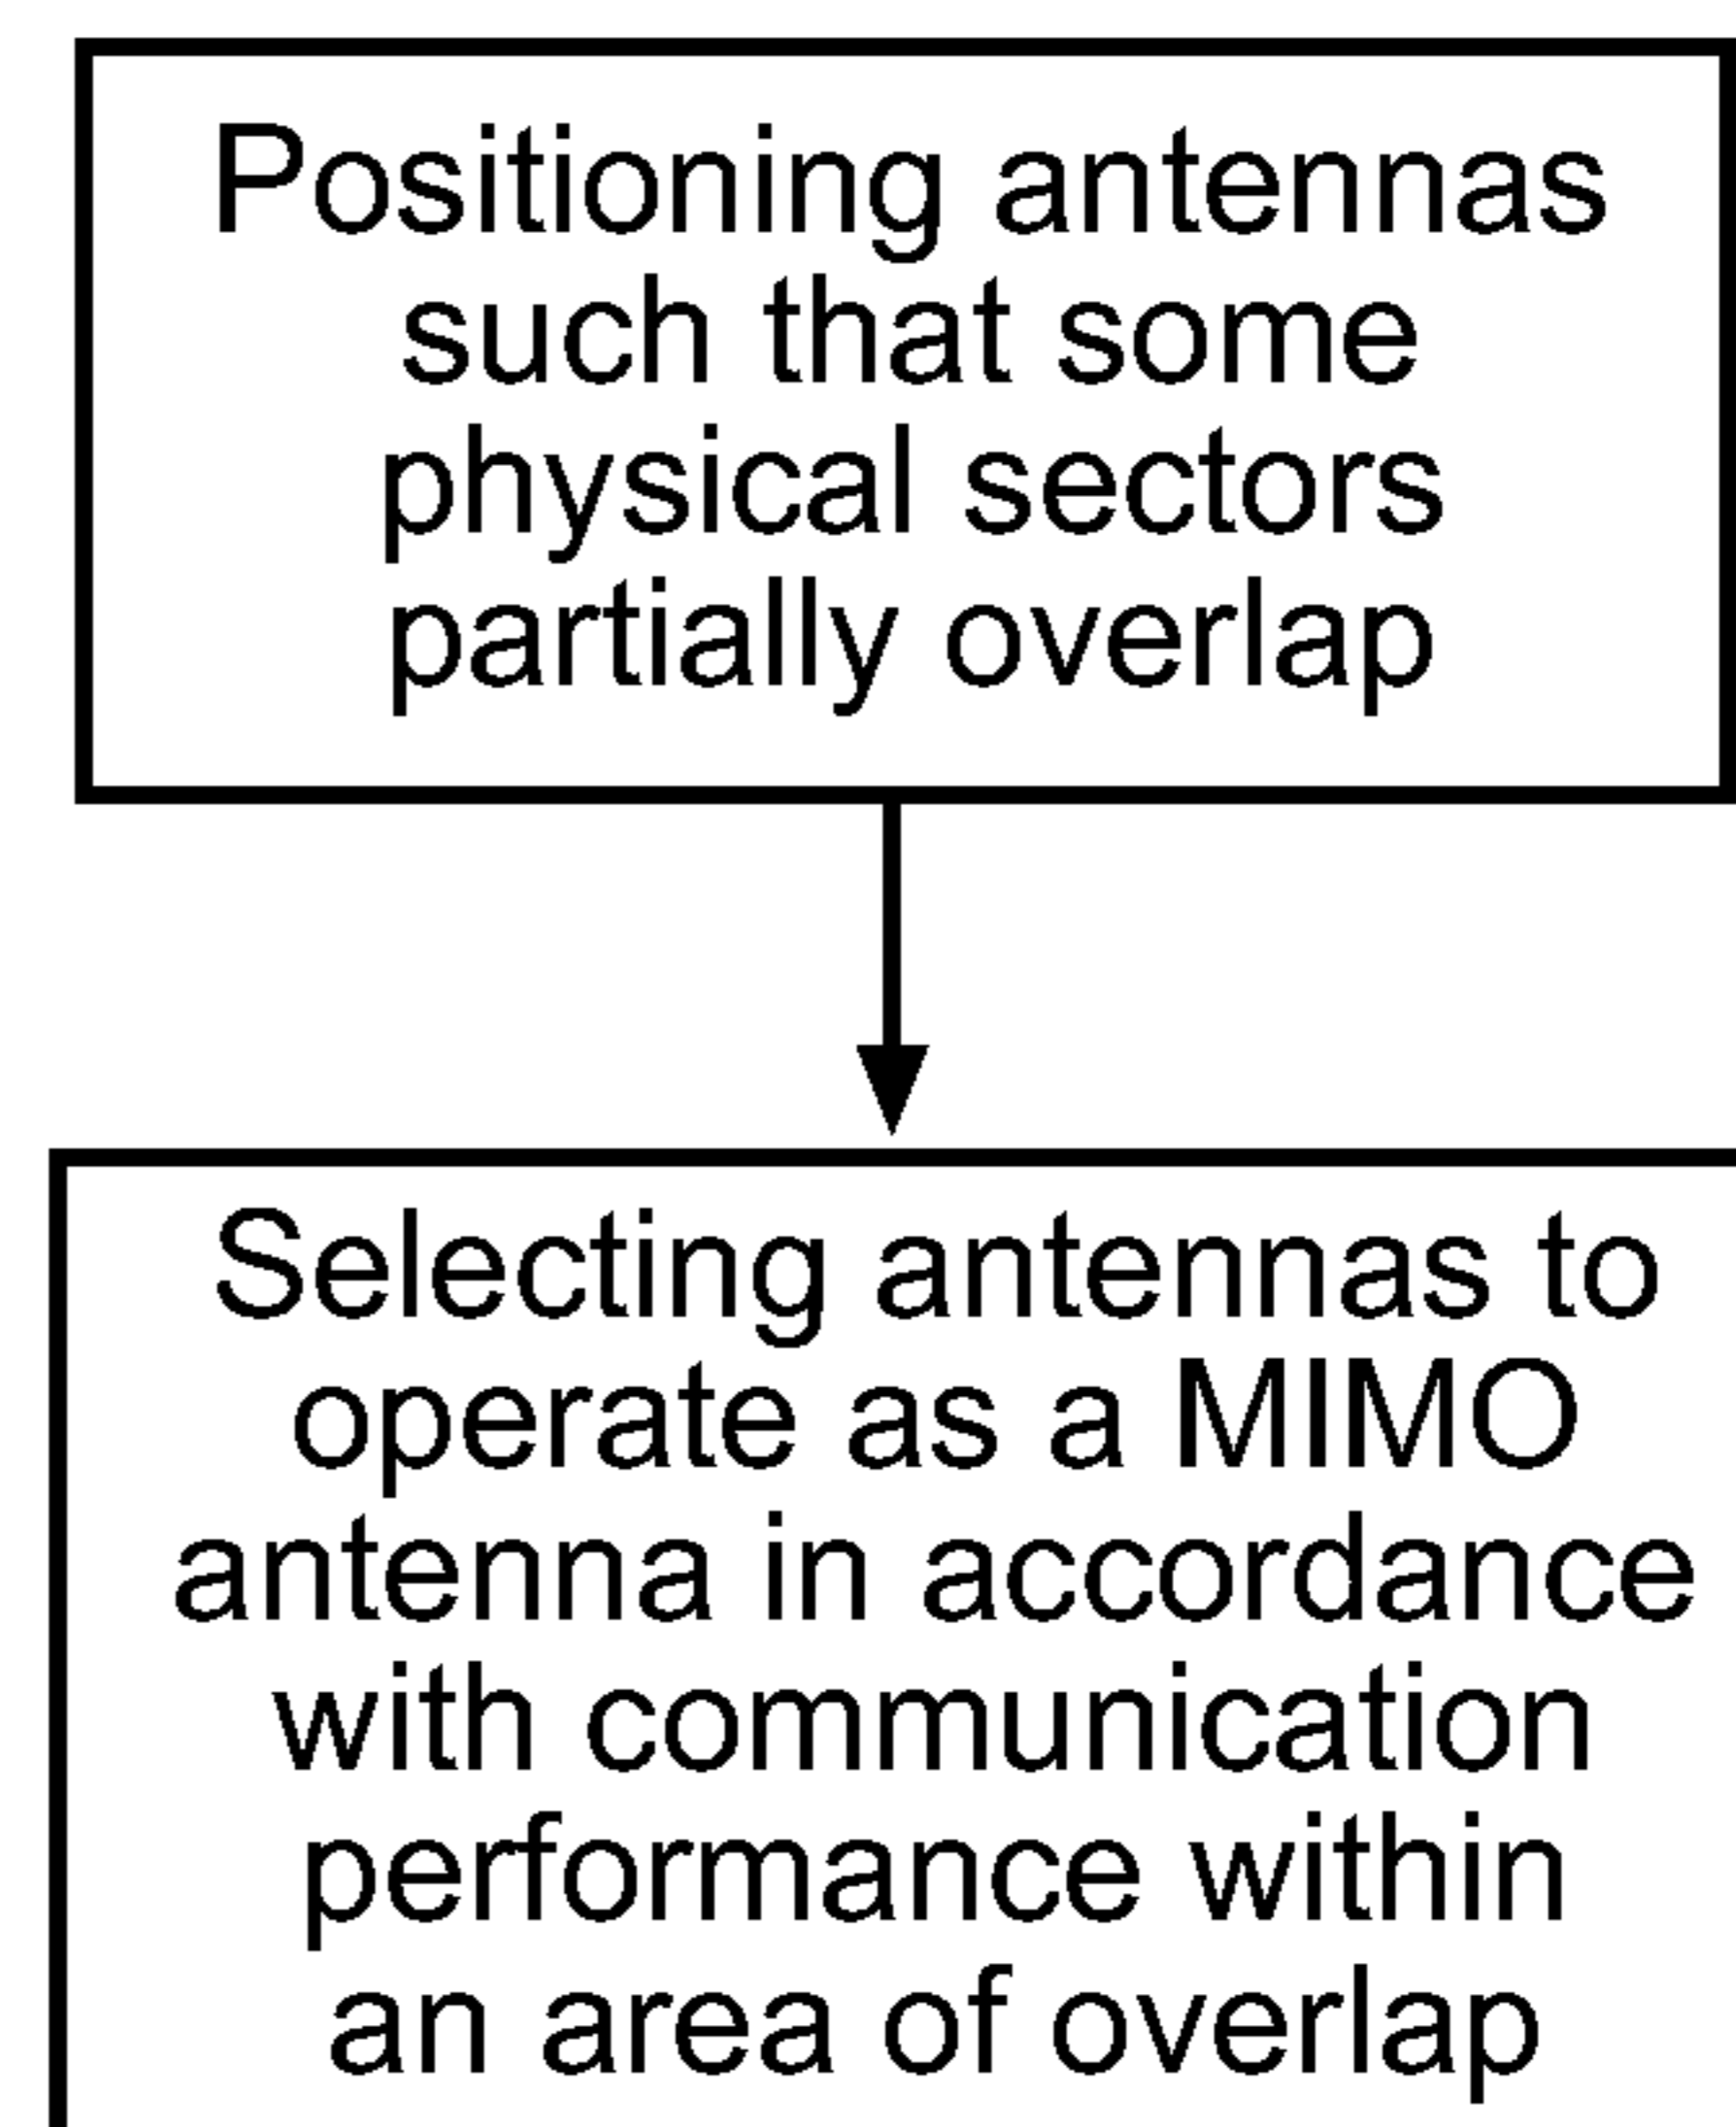 Positioning antennas
such that some
physical sectors
partially overlap
Selecting antennas to
operate as a MIMO
antenna in accordance
with communication
performance within
an area of overlap